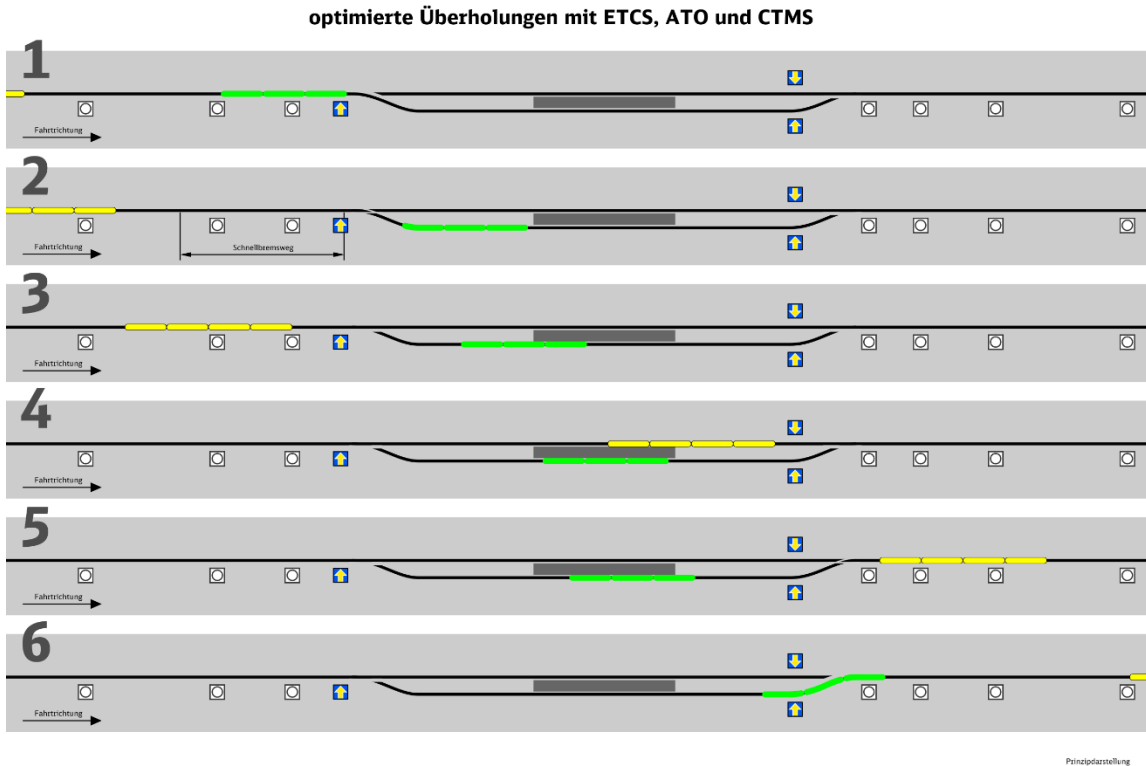 optimierte Überholungen mit ETCS, ATO und CTMS
1
Fahrtrichtung
2
Fahrtrichtung
Schnellbremsweg
3
Fahrtrichtung
4
Fahrtrichtung
5
Fahrtrichtung
6
Fahrtrichtung
Prinzipdarstellung